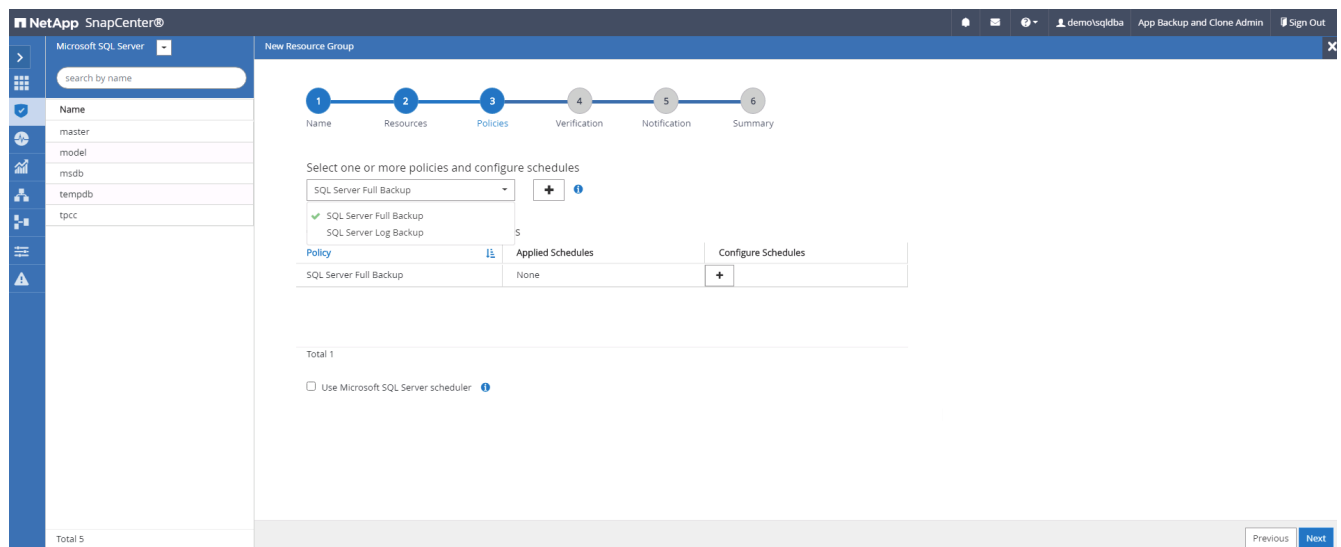 NetApp SnapCenter®
demo\sqldba App Backup and Clone Admin Sign Out
Microsoft SQL Server
search by name
Name
master
model
msdb
tempdb
tpcc
Total 5
New Resource Group
1 2 3 4 5 6
Name Resources Policies Verification Notification Summary
Select one or more policies and configure schedules
SQL Server Full Backup
SQL Server Full Backup
SQL Server Log Backup
s
Policy Applied Schedules Configure Schedules
SQL Server Full Backup None
Total 1
Use Microsoft SQL Server scheduler
Previous Next